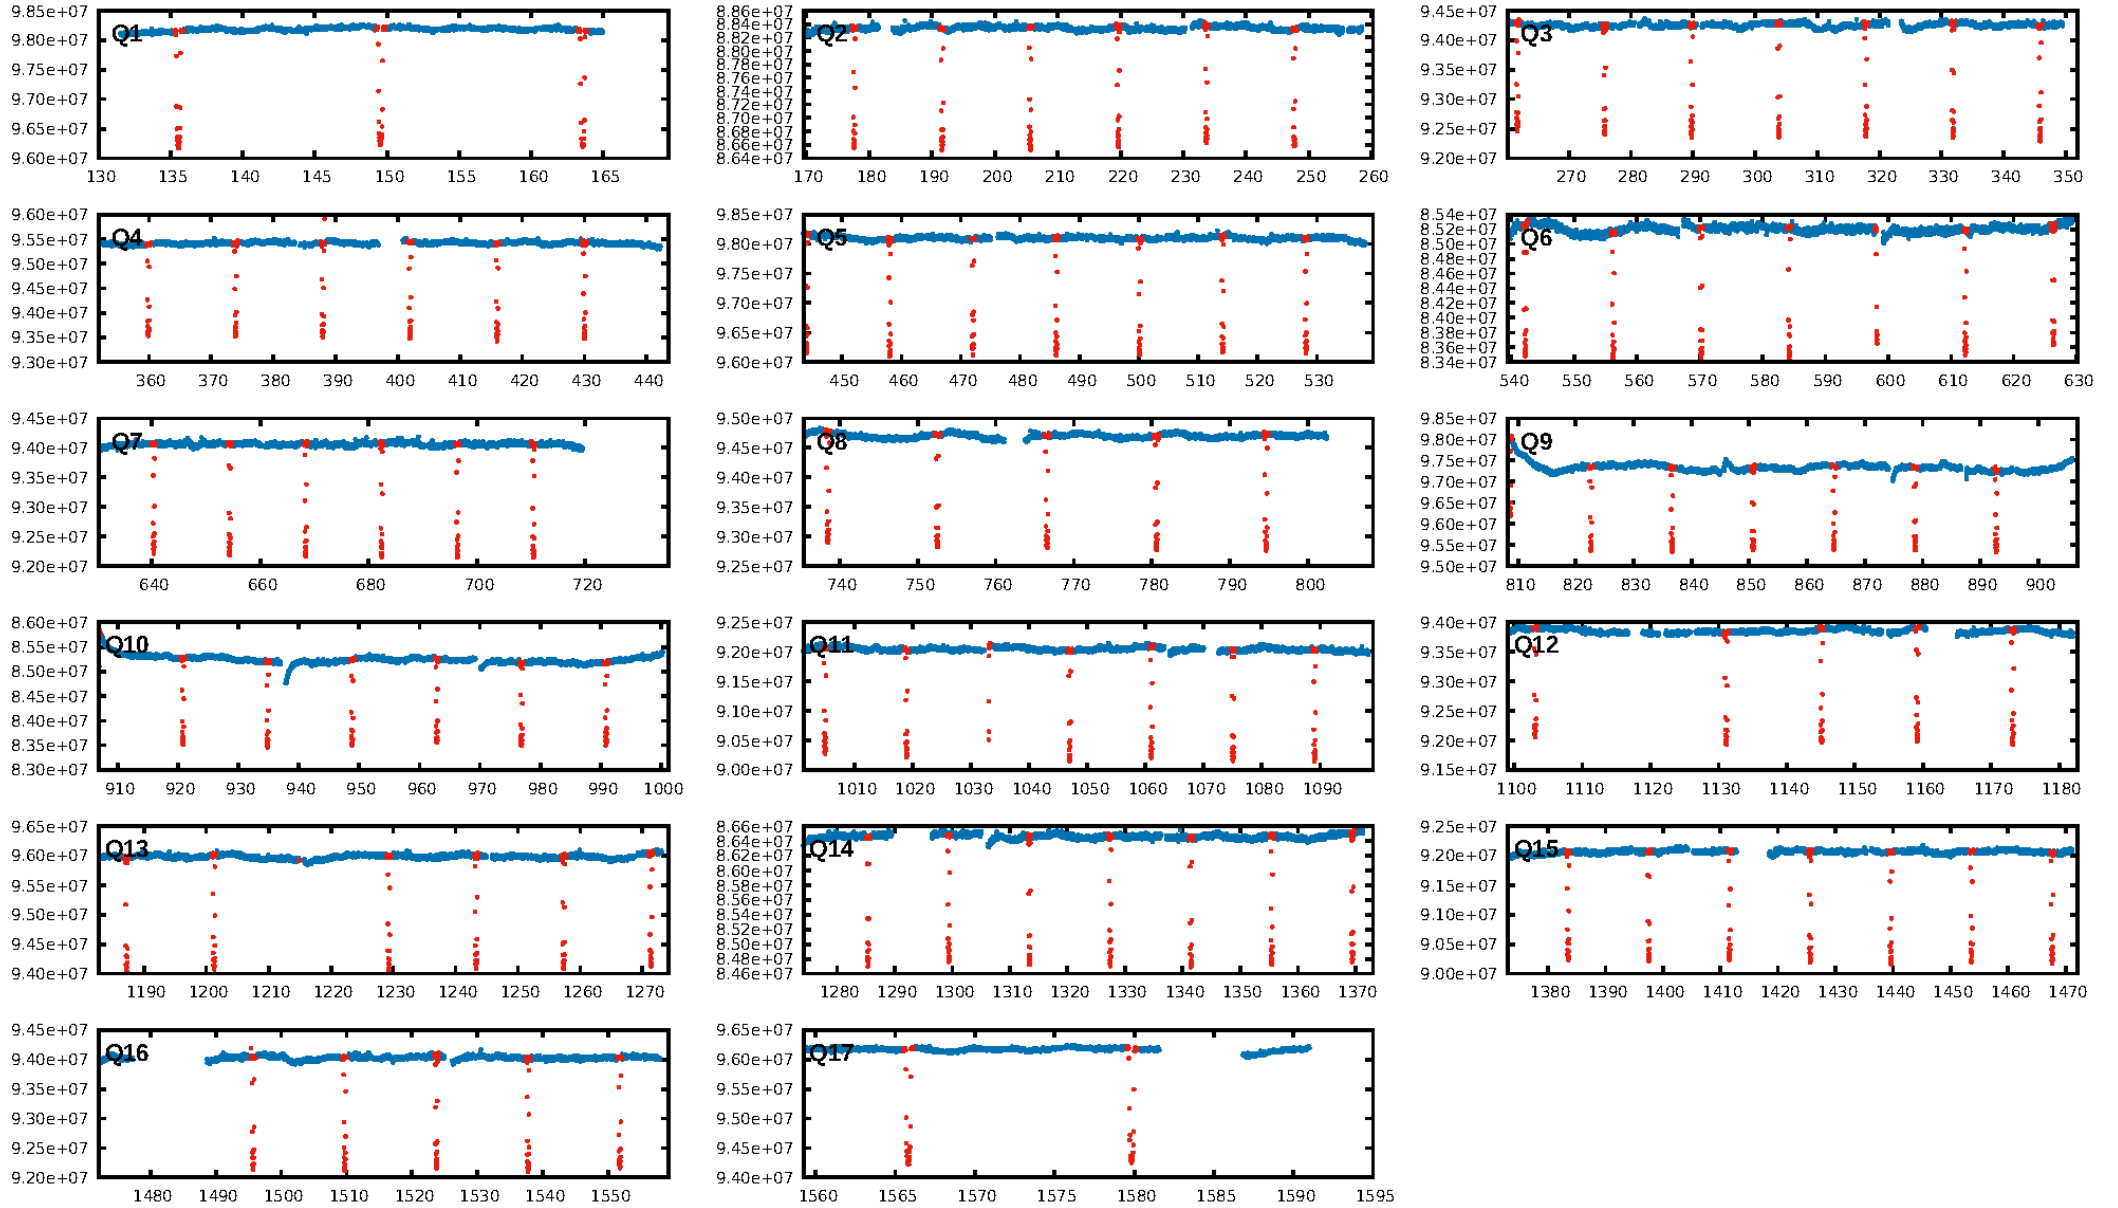 9.85e+07
9.80e+07
9.75e+07
9.70e+07
9.65e+07
9.60e+07
Q1
130 135 140 145 150 155 160 165
8.86e+07
8.84e+07
8.82e+07
8.80e+07
8.78e+07
8.76e+07
8.74e+07
8.72e+07
8.70e+07
8.68e+07
8.66e+07
8.64e+07
Q2
170 180 190 200 210 220 230 240 250 260
9.45e+07
9.40e+07
9.35e+07
9.30e+07
9.25e+07
9.20e+07
Q3
270 280 290 300 310 320 330 340 350
9.60e+07
9.55e+07
9.50e+07
9.45e+07
9.40e+07
9.35e+07
9.30e+07
Q4
360 370 380 390 400 410 420 430 440
9.85e+07
9.80e+07
9.75e+07
9.70e+07
9.65e+07
9.60e+07
Q5
450 460 470 480 490 500 510 520 530
8.54e+07
8.52e+07
8.50e+07
8.48e+07
8.46e+07
8.44e+07
8.42e+07
8.40e+07
8.38e+07
8.36e+07
8.34e+07
Q6
540 550 560 570 580 590 600 610 620 630
9.45e+07
9.40e+07
9.35e+07
9.30e+07
9.25e+07
9.20e+07
Q7
640 660 680 700 720
9.50e+07
9.45e+07
9.40e+07
9.35e+07
9.30e+07
9.25e+07
Q8
740 750 760 770 780 790 800
9.85e+07
9.80e+07
9.75e+07
9.70e+07
9.65e+07
9.60e+07
9.55e+07
9.50e+07
Q9
810 820 830 840 850 860 870 880 890 900
8.60e+07
8.55e+07
8.50e+07
8.45e+07
8.40e+07
8.35e+07
8.30e+07
Q10
910 920 930 940 950 960 970 980 990 1000
9.25e+07
9.20e+07
9.15e+07
9.10e+07
9.05e+07
9.00e+07
Q11
1010 1020 1030 1040 1050 1060 1070 1080 1090
9.40e+07
9.35e+07
9.30e+07
9.25e+07
9.20e+07
9.15e+07
Q12
1100 1110 1120 1130 1140 1150 1160 1170 1180
9.65e+07
9.60e+07
9.55e+07
9.50e+07
9.45e+07
9.40e+07
Q13
1190 1200 1210 1220 1230 1240 1250 1260 1270
8.66e+07
8.64e+07
8.62e+07
8.60e+07
8.58e+07
8.56e+07
8.54e+07
8.52e+07
8.50e+07
8.48e+07
8.46e+07
Q14
1280 1290 1300 1310 1320 1330 1340 1350 1360 1370
9.25e+07
9.20e+07
9.15e+07
9.10e+07
9.05e+07
9.00e+07
Q15
1380 1390 1400 1410 1420 1430 1440 1450 1460 1470
9.45e+07
9.40e+07
9.35e+07
9.30e+07
9.25e+07
9.20e+07
Q16
1480 1490 1500 1510 1520 1530 1540 1550
9.65e+07
9.60e+07
9.55e+07
9.50e+07
9.45e+07
9.40e+07
Q17
1560 1565 1570 1575 1580 1585 1590 1595